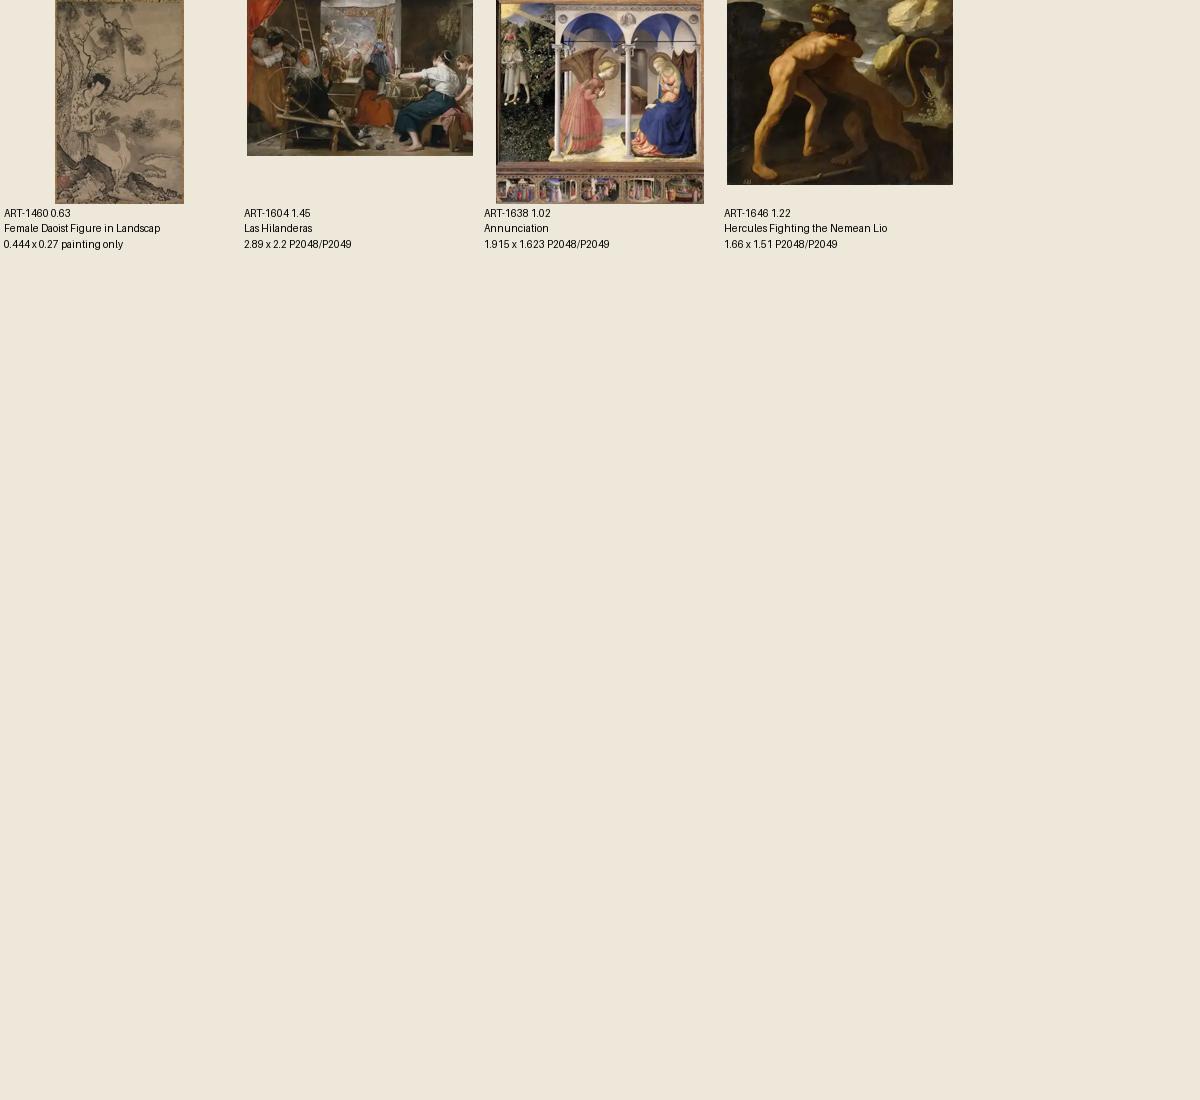 ART-1460 0.63
Female Daoist Figure in Landscap
0.444 x 0.27 painting only
ART-1604 1.45
Las Hilanderas
2.89 x 2.2 P2048/P2049
ART-1638 1.02
Annunciation
1.915 x 1.623 P2048/P2049
ART-1646 1.22
Hercules Fighting the Nemean Lio
1.66 x 1.51 P2048/P2049